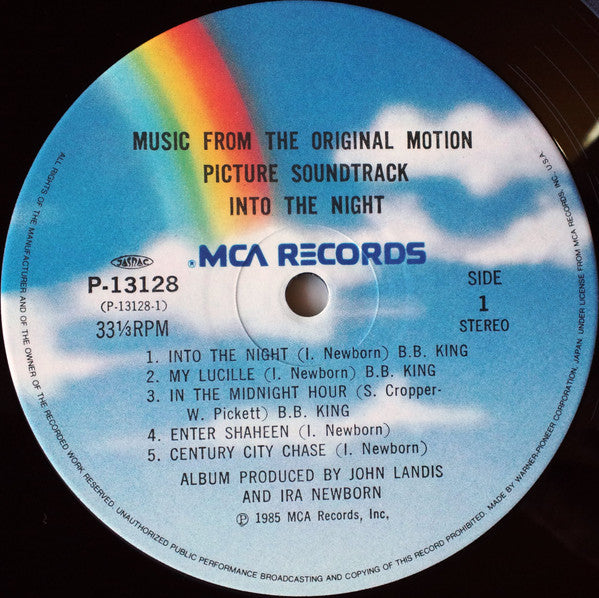 MUSIC FROM THE ORIGINAL MOTION
PICTURE SOUNDTRACK
INTO THE NIGHT
JASRAC
® MCA RECORDS
P-13128
(P-13128-1)
33⅓RPM
SIDE
1
STEREO
1. INTO THE NIGHT (I. Newborn) B.B. KING
2. MY LUCILLE (I. Newborn) B.B. KING
3. IN THE MIDNIGHT HOUR (S. Cropper-
W. Pickett) B.B. KING
4. ENTER SHAHEEN (I. Newborn)
5. CENTURY CITY CHASE (I. Newborn)
ALBUM PRODUCED BY JOHN LANDIS
AND IRA NEWBORN
Ⓟ 1985 MCA Records, Inc.
ALL RIGHTS OF THE MANUFACTURER AND OF THE OWNER OF THE RECORDED WORK RESERVED. UNAUTHORIZED PUBLIC PERFORMANCE BROADCASTING AND COPYING OF THIS RECORD PROHIBITED. MADE BY WARNER-PIONEER CORPORATION, JAPAN UNDER LICENSE FROM MCA RECORDS, INC., U.S.A.